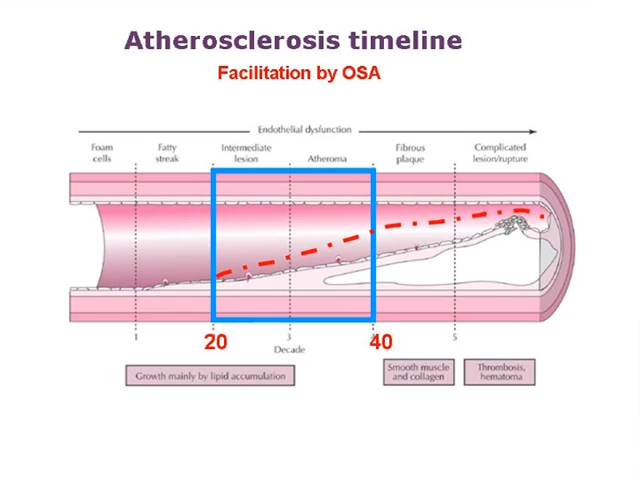 Atherosclerosis timeline
Facilitation by OSA
Endothelial dysfunction
Foam
cells
Fatty
streak
Intermediate
lesion
Atheroma
Fibrous
plaque
Complicated
lesion/rupture
1
20
3
40
5
Decade
Growth mainly by lipid accumulation
Smooth muscle
and collagen
Thrombosis,
hematoma